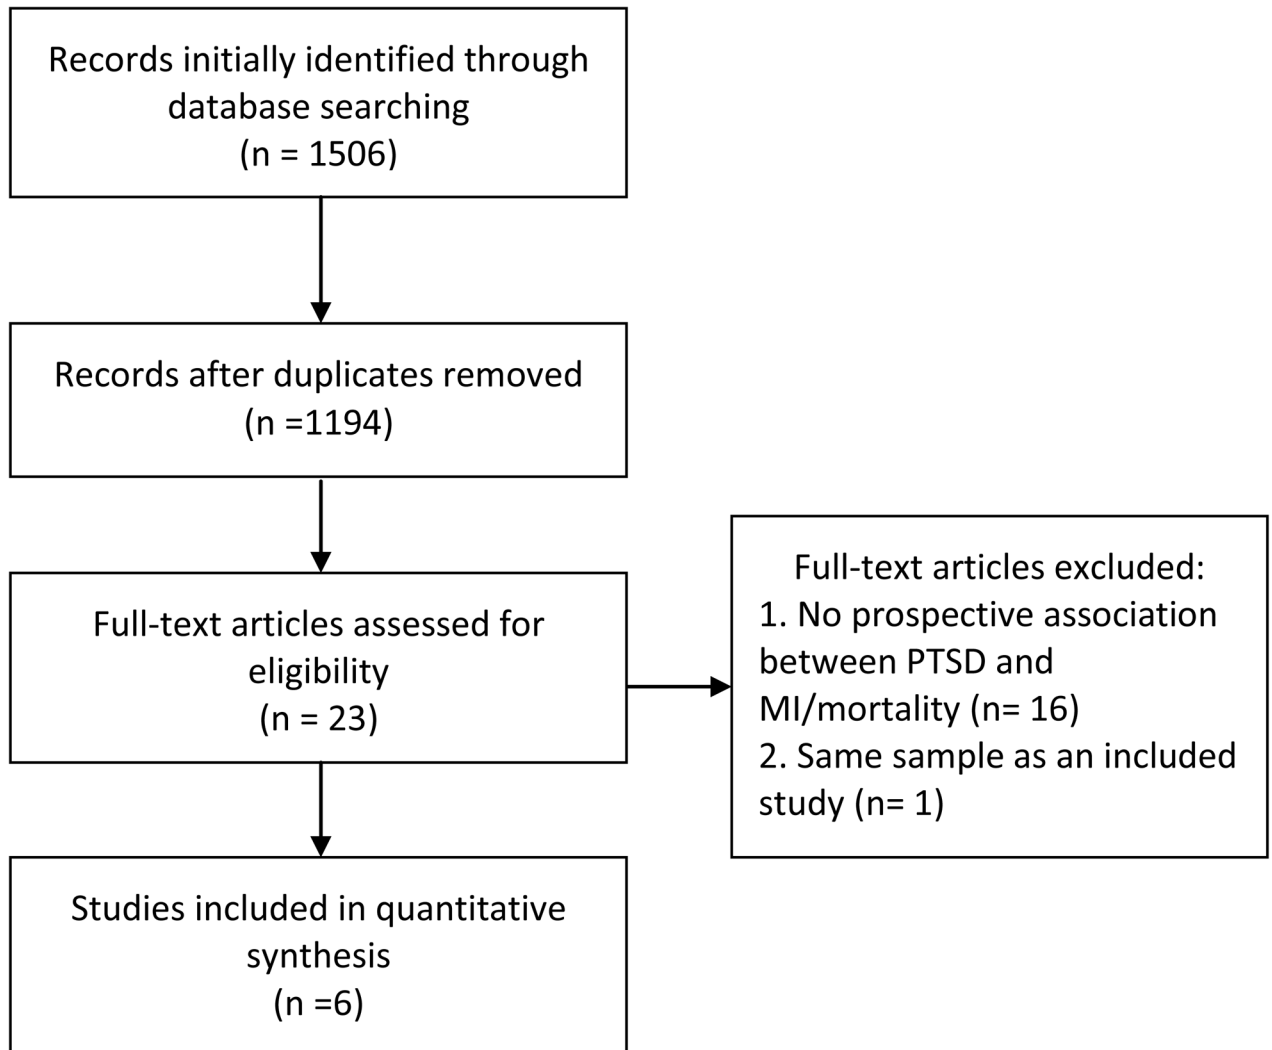 Records initially identified through
database searching
(n = 1506)
Records after duplicates removed
(n =1194)
Full-text articles assessed for
eligibility
(n = 23)
Full-text articles excluded:
1. No prospective association
between PTSD and
MI/mortality (n= 16)
2. Same sample as an included
study (n= 1)
Studies included in quantitative
synthesis
(n =6)